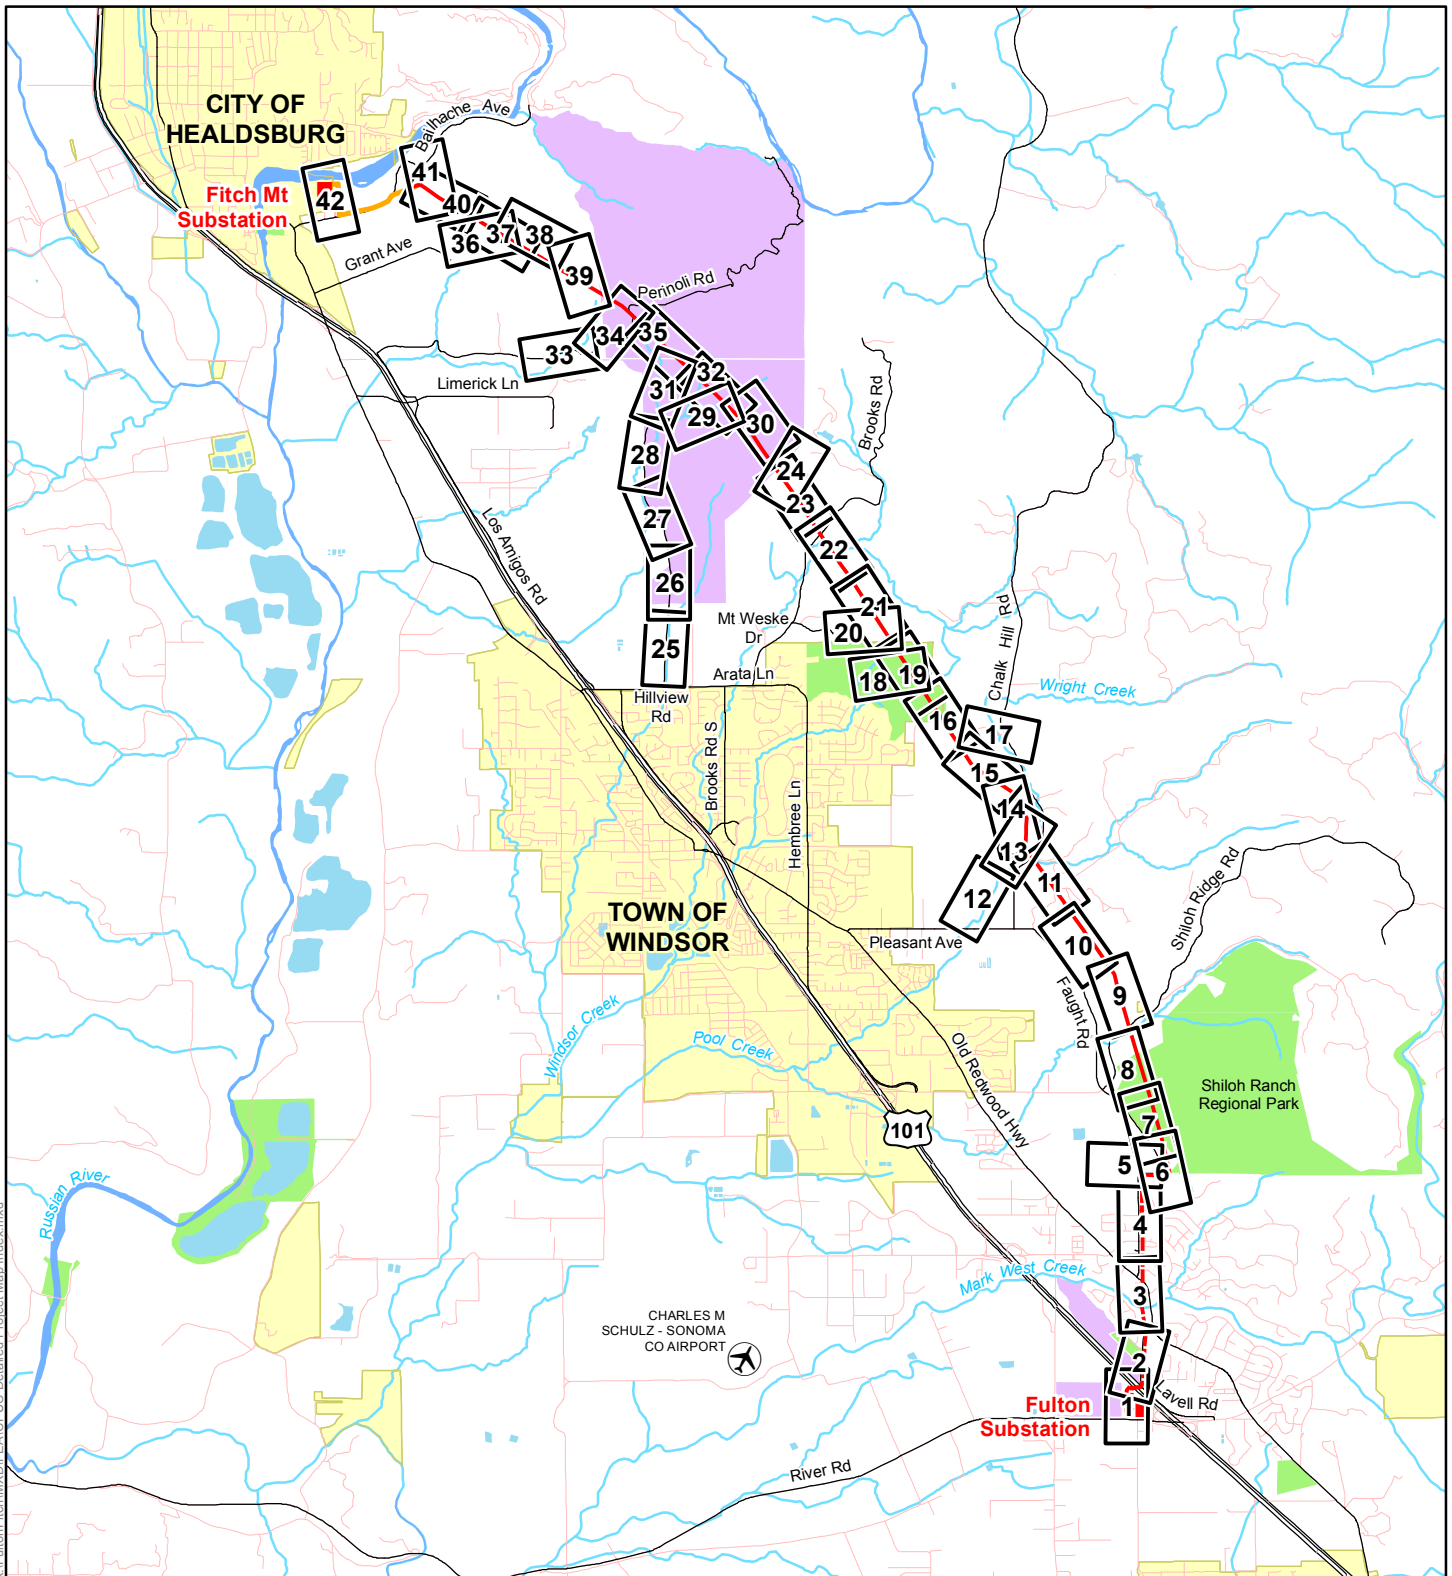 CITY OF
HEALDSBURG
Bailhache Ave
41
42
40
Fitch Mt
Substation
36
37
38
39
Grant Ave
Perinoli Rd
35
34
33
32
31
Limerick Ln
29
30
Brooks Rd
28
24
23
27
Los Amigos Rd
22
26
21
Mt Weske
Dr
20
25
Chalk Hill Rd
Arata Ln
18
19
Wright Creek
Hillview
Rd
16
17
Brooks Rd S
15
Hembree Ln
14
13
11
12
Shiloh Ridge Rd
TOWN OF
WINDSOR
Pleasant Ave
10
Faught Rd
9
Windsor Creek
Pool Creek
Old Redwood Hwy
8
Shiloh Ranch
Regional Park
7
101
5
6
Russian River
4
Mark West Creek
3
CHARLES M
SCHULZ - SONOMA
CO AIRPORT
2
Lavell Rd
1
Fulton
Substation
River Rd